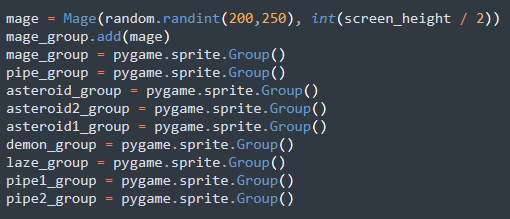 mage = Mage(random.randint(200,250), int(screen_height / 2))
mage_group.add(mage)
mage_group = pygame.sprite.Group()
pipe_group = pygame.sprite.Group()
asteroid_group = pygame.sprite.Group()
asteroid2_group = pygame.sprite.Group()
asteroid1_group = pygame.sprite.Group()
demon_group = pygame.sprite.Group()
laze_group = pygame.sprite.Group()
pipe1_group = pygame.sprite.Group()
pipe2_group = pygame.sprite.Group()